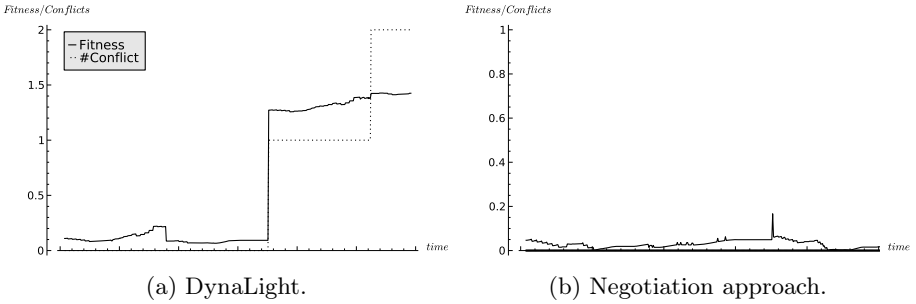 Fitness/Conflicts
2
1.5
1
0.5
0
Fitness
#Conflict
time
(a) DynaLight.
Fitness/Conflicts
1
0.8
0.6
0.4
0.2
0
time
(b) Negotiation approach.